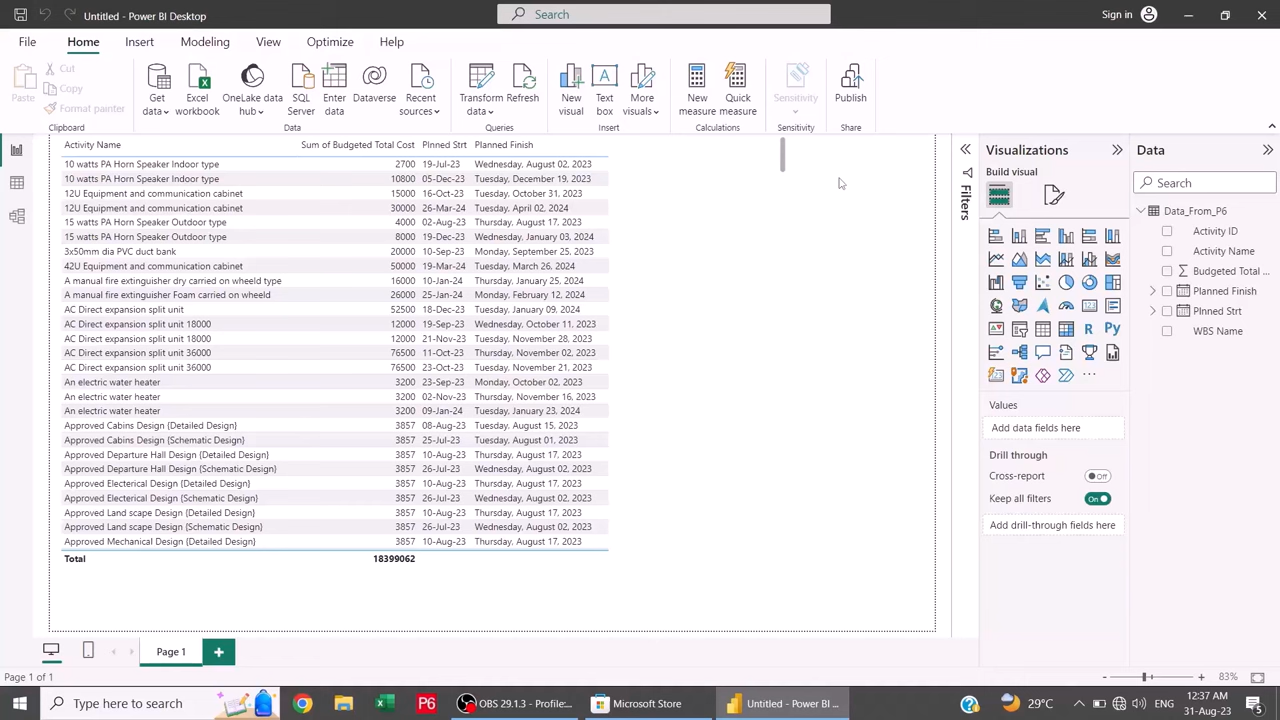 Untitled - Power BI Desktop
Search
Sign in
File
Home
Insert
Modeling
View
Optimize
Help
Paste
Cut
Copy
Format painter
Clipboard
Get data
Excel workbook
OneLake data hub
SQL Server
Enter data
Dataverse
Recent sources
Data
Transform data
Refresh
Queries
New visual
Text box
More visuals
Insert
New measure
Quick measure
Calculations
Sensitivity
Sensitivity
Publish
Share
Activity Name Sum of Budgeted Total Cost Plnned Strt Planned Finish
10 watts PA Horn Speaker Indoor type 2700 19-Jul-23 Wednesday, August 02, 2023
10 watts PA Horn Speaker Indoor type 10800 05-Dec-23 Tuesday, December 19, 2023
12U Equipment and communication cabinet 15000 16-Oct-23 Tuesday, October 31, 2023
12U Equipment and communication cabinet 30000 26-Mar-24 Tuesday, April 02, 2024
15 watts PA Horn Speaker Outdoor type 4000 02-Aug-23 Thursday, August 17, 2023
15 watts PA Horn Speaker Outdoor type 8000 19-Dec-23 Wednesday, January 03, 2024
3x50mm dia PVC duct bank 20000 10-Sep-23 Monday, September 25, 2023
42U Equipment and communication cabinet 50000 19-Mar-24 Tuesday, March 26, 2024
A manual fire extinguisher dry carried on wheeld type 16000 10-Jan-24 Thursday, January 25, 2024
A manual fire extinguisher Foam carried on wheeld 26000 25-Jan-24 Monday, February 12, 2024
AC Direct expansion split unit 52500 18-Dec-23 Tuesday, January 09, 2024
AC Direct expansion split unit 18000 12000 19-Sep-23 Wednesday, October 11, 2023
AC Direct expansion split unit 18000 12000 21-Nov-23 Tuesday, November 28, 2023
AC Direct expansion split unit 36000 76500 11-Oct-23 Thursday, November 02, 2023
AC Direct expansion split unit 36000 76500 23-Oct-23 Tuesday, November 21, 2023
An electric water heater 3200 23-Sep-23 Monday, October 02, 2023
An electric water heater 3200 02-Nov-23 Thursday, November 16, 2023
An electric water heater 3200 09-Jan-24 Tuesday, January 23, 2024
Approved Cabins Design (Detailed Design) 3857 08-Aug-23 Tuesday, August 15, 2023
Approved Cabins Design (Schematic Design) 3857 25-Jul-23 Tuesday, August 01, 2023
Approved Departure Hall Design (Detailed Design) 3857 10-Aug-23 Thursday, August 17, 2023
Approved Departure Hall Design (Schematic Design) 3857 26-Jul-23 Wednesday, August 02, 2023
Approved Electerical Design (Detailed Design) 3857 10-Aug-23 Thursday, August 17, 2023
Approved Electerical Design (Schematic Design) 3857 26-Jul-23 Wednesday, August 02, 2023
Approved Land scape Design (Detailed Design) 3857 10-Aug-23 Thursday, August 17, 2023
Approved Land scape Design (Schematic Design) 3857 26-Jul-23 Wednesday, August 02, 2023
Approved Mechanical Design (Detailed Design) 3857 10-Aug-23 Thursday, August 17, 2023
Total 18399062
Filters
Visualizations
Build visual
R
Py
123
Values
Add data fields here
Drill through
Cross-report
Off
Keep all filters
On
Add drill-through fields here
Data
Search
Data_From_P6
Activity ID
Activity Name
Budgeted Total ...
Planned Finish
Plnned Strt
WBS Name
Page 1
Page 1 of 1
83%
Type here to search
P6
OBS 29.1.3 - Profile:...
Microsoft Store
Untitled - Power BI ...
29°C
12:37 AM
31-Aug-23
5